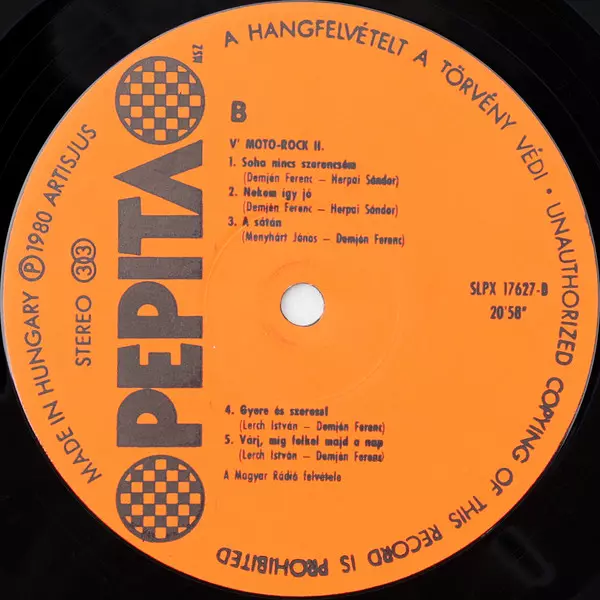 A HANGFELVÉTELT A TÖRVÉNY VÉDI • UNAUTHORIZED COPYING OF THIS RECORD IS PROHIBITED
MADE IN HUNGARY Ⓟ 1980 ARTISJUS
STEREO 33
PEPITA
MSZ
B
V' MOTO-ROCK II.
1. Soha nincs szerencsém
(Demjén Ferenc – Herpai Sándor)
2. Nekem így jó
(Demjén Ferenc – Herpai Sándor)
3. A sátán
(Menyhárt János – Demjén Ferenc)
SLPX 17627-B
20'58"
4. Gyere és szeress!
(Lerch István – Demjén Ferenc)
5. Várj, míg felkel majd a nap
(Lerch István – Demjén Ferenc)
A Magyar Rádió felvétele